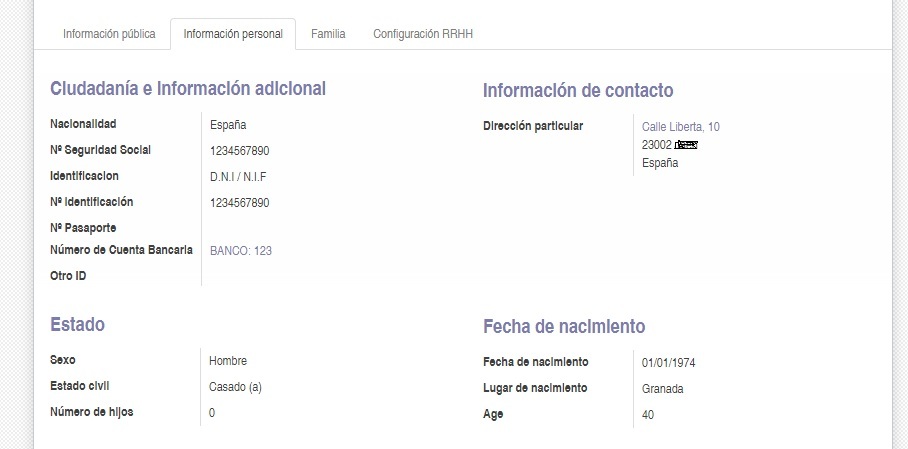 Información pública Información personal Familia Configuración RRHH
Ciudadanía e información adicional
Nacionalidad España
Nº Seguridad Social 1234567890
Identificacion D.N.I / N.I.F
Nº Identificación 1234567890
Nº Pasaporte
Número de Cuenta Bancaria BANCO: 123
Otro ID
Información de contacto
Dirección particular Calle Liberta, 10
23002
España
Estado
Sexo Hombre
Estado civil Casado (a)
Número de hijos 0
Fecha de nacimiento
Fecha de nacimiento 01/01/1974
Lugar de nacimiento Granada
Age 40